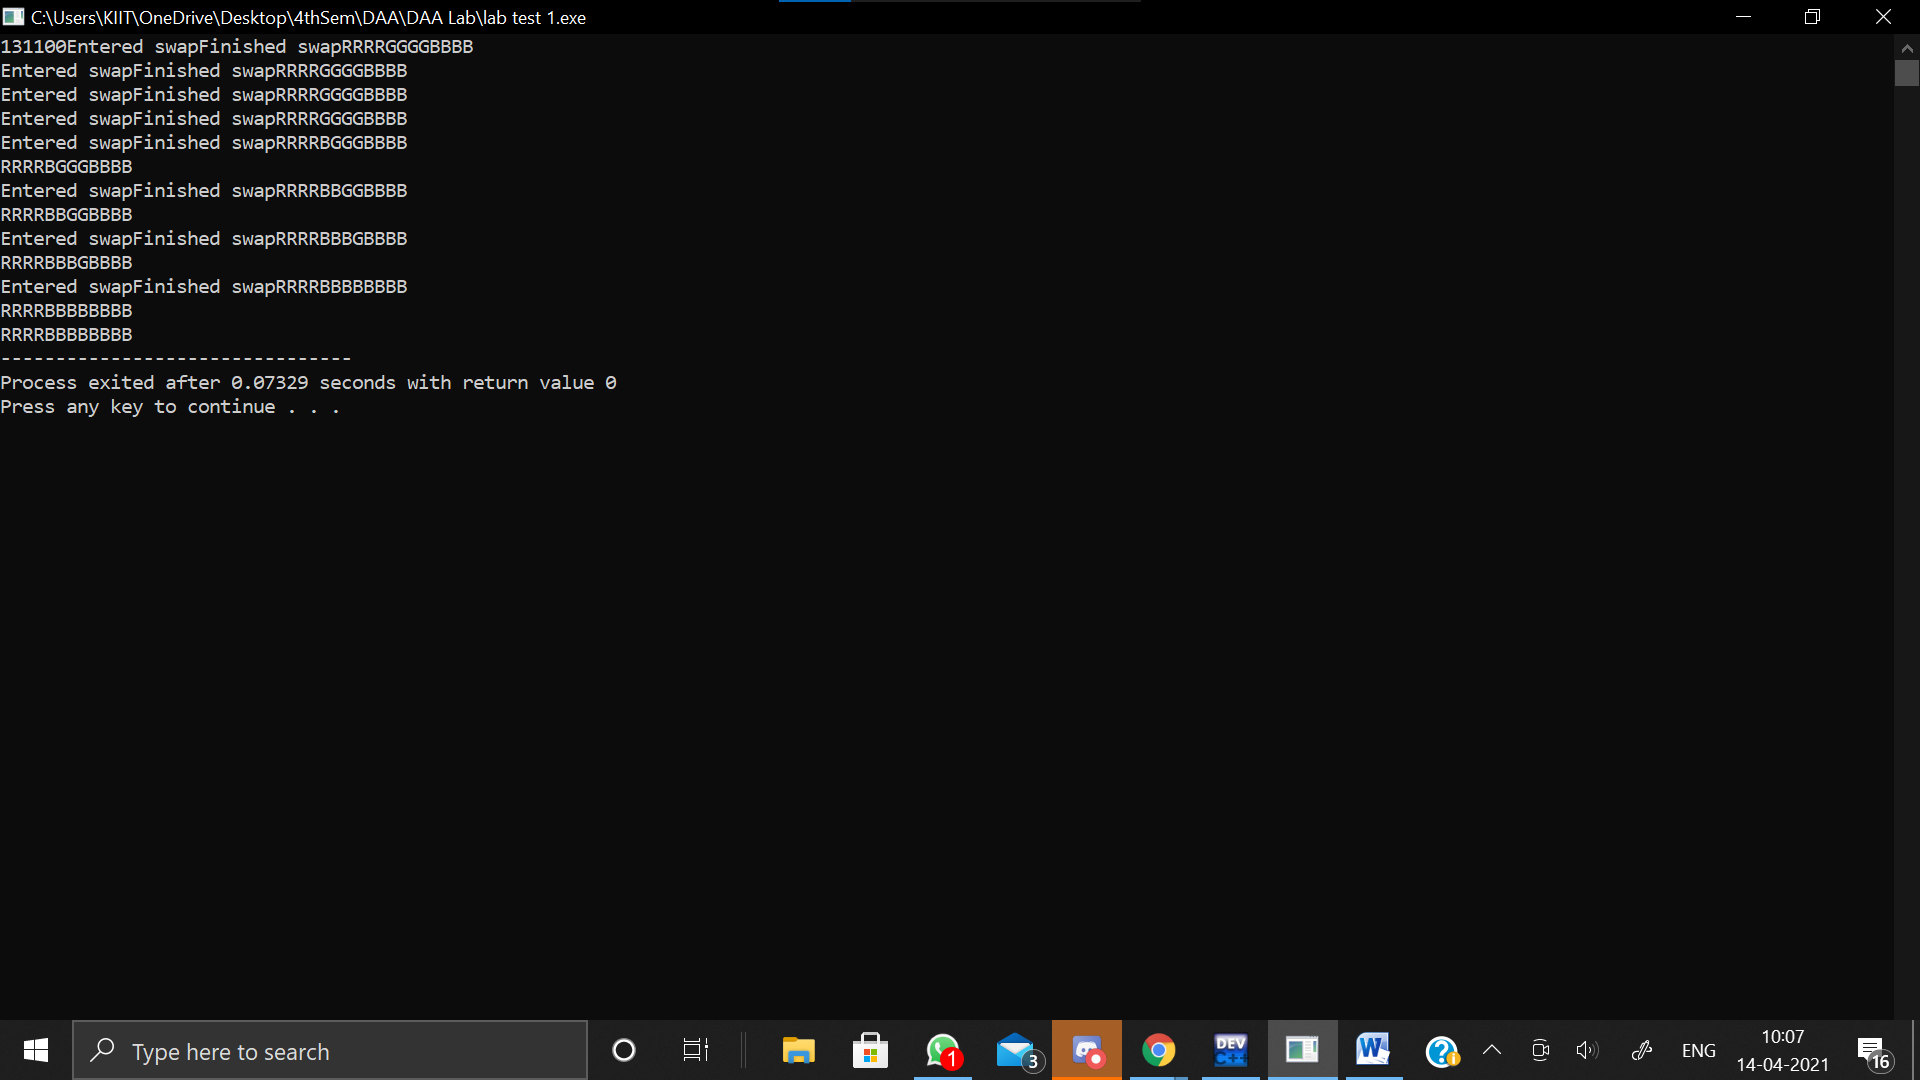 C:\Users\KIIT\OneDrive\Desktop\4thSem\DAA\DAA Lab\lab test 1.exe
131100Entered swapFinished swapRRRRGGGGBBBB
Entered swapFinished swapRRRRGGGGBBBB
Entered swapFinished swapRRRRGGGGBBBB
Entered swapFinished swapRRRRGGGGBBBB
Entered swapFinished swapRRRRBGGGBBBB
RRRRBGGGBBBB
Entered swapFinished swapRRRRBBGGBBBB
RRRRBBGGBBBB
Entered swapFinished swapRRRRBBBGBBBB
RRRRBBBGBBBB
Entered swapFinished swapRRRRBBBBBBBB
RRRRBBBBBBBB
RRRRBBBBBBBB
--------------------------------
Process exited after 0.07329 seconds with return value 0
Press any key to continue . . .
Type here to search
1
3
DEV
C++
W
?
ENG
10:07
14-04-2021
16